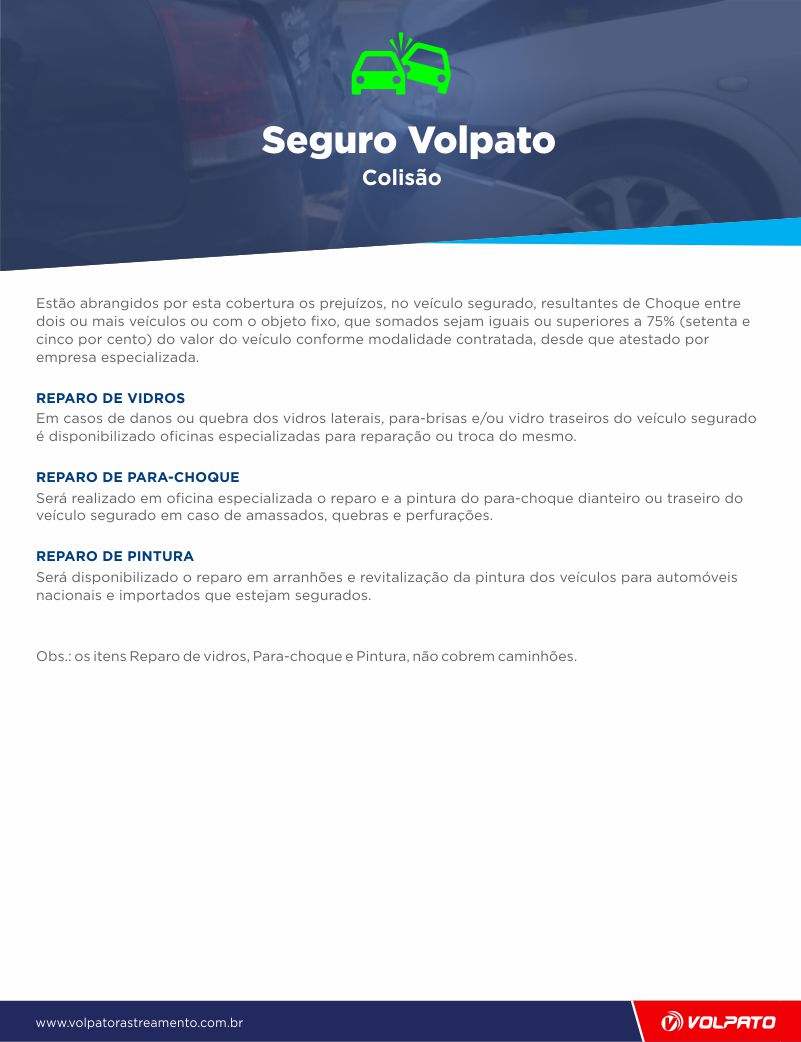 Seguro Volpato
Colisão
Estão abrangidos por esta cobertura os prejuízos, no veículo segurado, resultantes de Choque entre
dois ou mais veículos ou com o objeto fixo, que somados sejam iguais ou superiores a 75% (setenta e
cinco por cento) do valor do veículo conforme modalidade contratada, desde que atestado por
empresa especializada.
REPARO DE VIDROS
Em casos de danos ou quebra dos vidros laterais, para-brisas e/ou vidro traseiros do veículo segurado
é disponibilizado oficinas especializadas para reparação ou troca do mesmo.
REPARO DE PARA-CHOQUE
Será realizado em oficina especializada o reparo e a pintura do para-choque dianteiro ou traseiro do
veículo segurado em caso de amassados, quebras e perfurações.
REPARO DE PINTURA
Será disponibilizado o reparo em arranhões e revitalização da pintura dos veículos para automóveis
nacionais e importados que estejam segurados.
Obs.: os itens Reparo de vidros, Para-choque e Pintura, não cobrem caminhões.
www.volpatorastreamento.com.br
VOLPATO